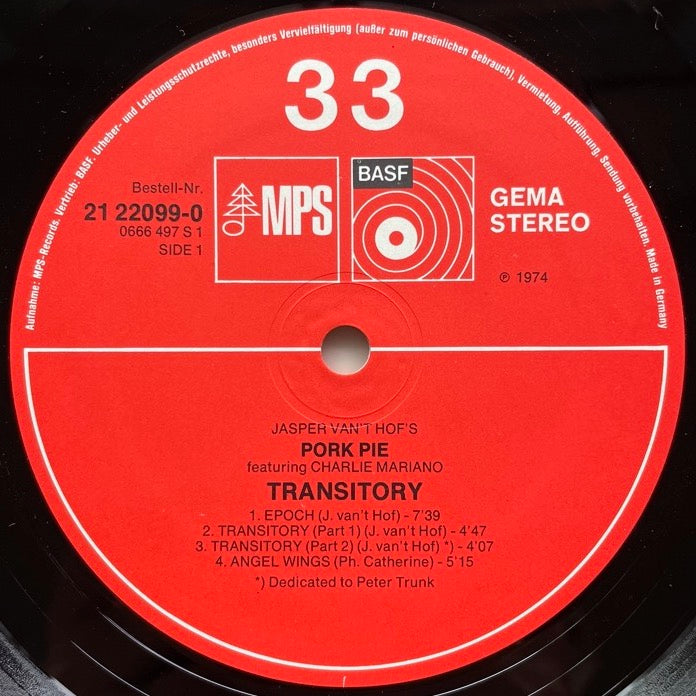 Aufnahme: MPS-Records. Vertrieb: BASF. Urheber- und Leistungsschutzrechte, besonders Vervielfältigung (außer zum persönlichen Gebrauch), Vermietung, Aufführung, Sendung vorbehalten. Made in Germany
33
Bestell-Nr.
21 22099-0
0666 497 S 1
SIDE 1
MPS
BASF
GEMA
STEREO
℗ 1974
JASPER VAN'T HOF'S
PORK PIE
featuring CHARLIE MARIANO
TRANSITORY
1. EPOCH (J. van't Hof) - 7'39
2. TRANSITORY (Part 1) (J. van't Hof) - 4'47
3. TRANSITORY (Part 2) (J. van't Hof) *) - 4'07
4. ANGEL WINGS (Ph. Catherine) - 5'15
*) Dedicated to Peter Trunk